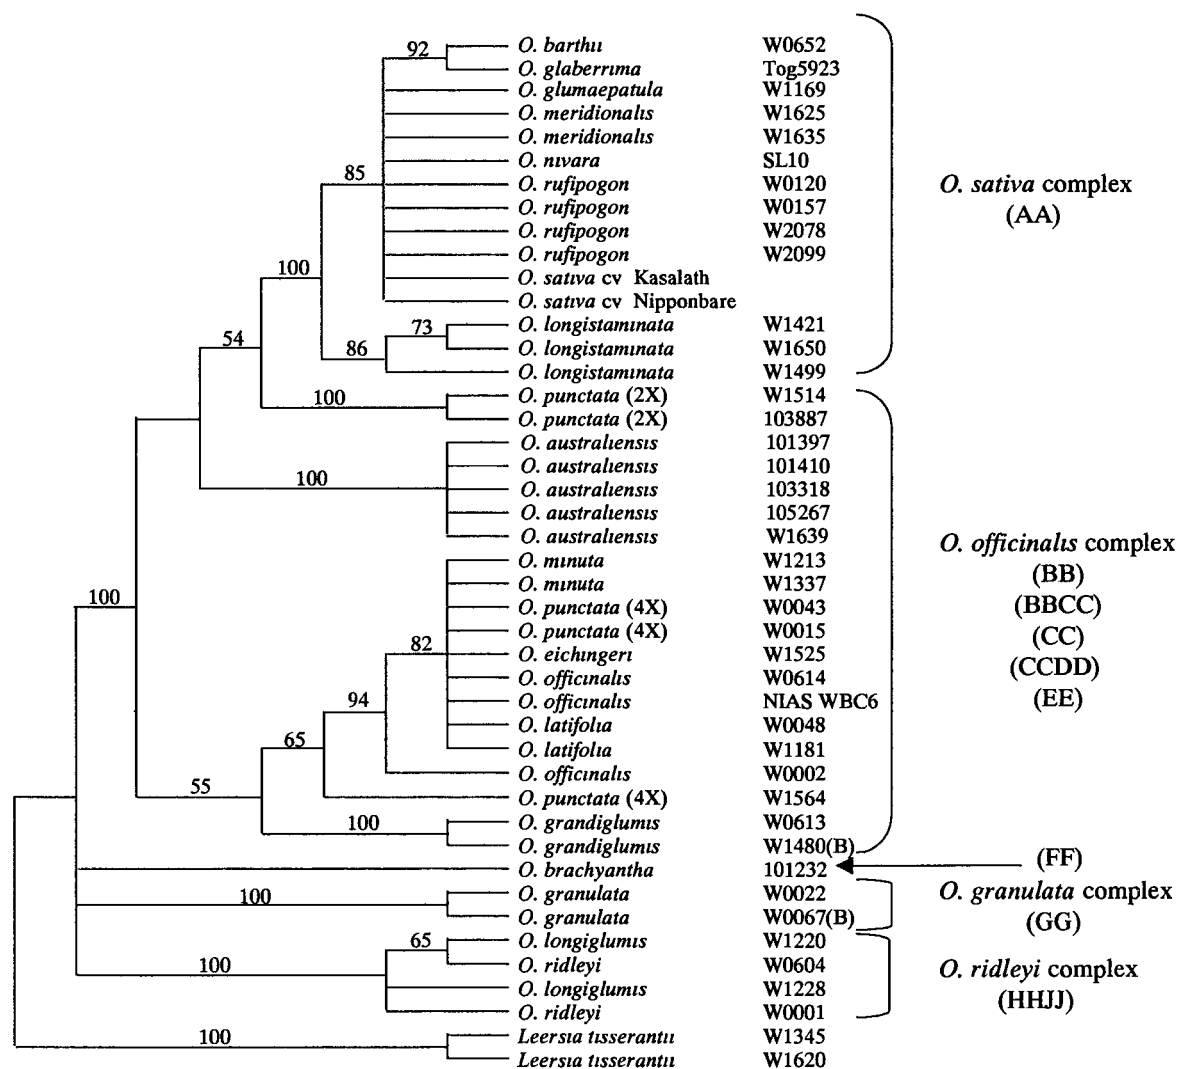 92
O. barthii W0652
O. glaberrima Tog5923
O. glumaepatula W1169
O. meridionalis W1625
O. meridionalis W1635
O. nivara SL10
85
O. rufipogon W0120
O. rufipogon W0157
O. rufipogon W2078
O. rufipogon W2099
100
O. sativa cv Kasalath
O. sativa cv Nipponbare
73
O. longistaminata W1421
54
86
O. longistaminata W1650
O. longistaminata W1499
O. sativa complex
(AA)
100
O. punctata (2X) W1514
O. punctata (2X) 103887
O. australiensis 101397
O. australiensis 101410
100
O. australiensis 103318
O. australiensis 105267
O. australiensis W1639
O. minuta W1213
O. minuta W1337
100
O. punctata (4X) W0043
O. punctata (4X) W0015
82
O. eichingeri W1525
O. officinalis W0614
94
O. officinalis NIAS WBC6
O. latifolia W0048
65
O. latifolia W1181
O. officinalis W0002
55
O. punctata (4X) W1564
100
O. grandiglumis W0613
O. grandiglumis W1480(B)
O. officinalis complex
(BB)
(BBCC)
(CC)
(CCDD)
(EE)
O. brachyantha 101232
(FF)
100
O. granulata W0022
O. granulata W0067(B)
O. granulata complex
(GG)
65
O. longiglumis W1220
100
O. ridleyi W0604
O. longiglumis W1228
O. ridleyi W0001
O. ridleyi complex
(HHJJ)
100
Leersia tisserantii W1345
Leersia tisserantii W1620